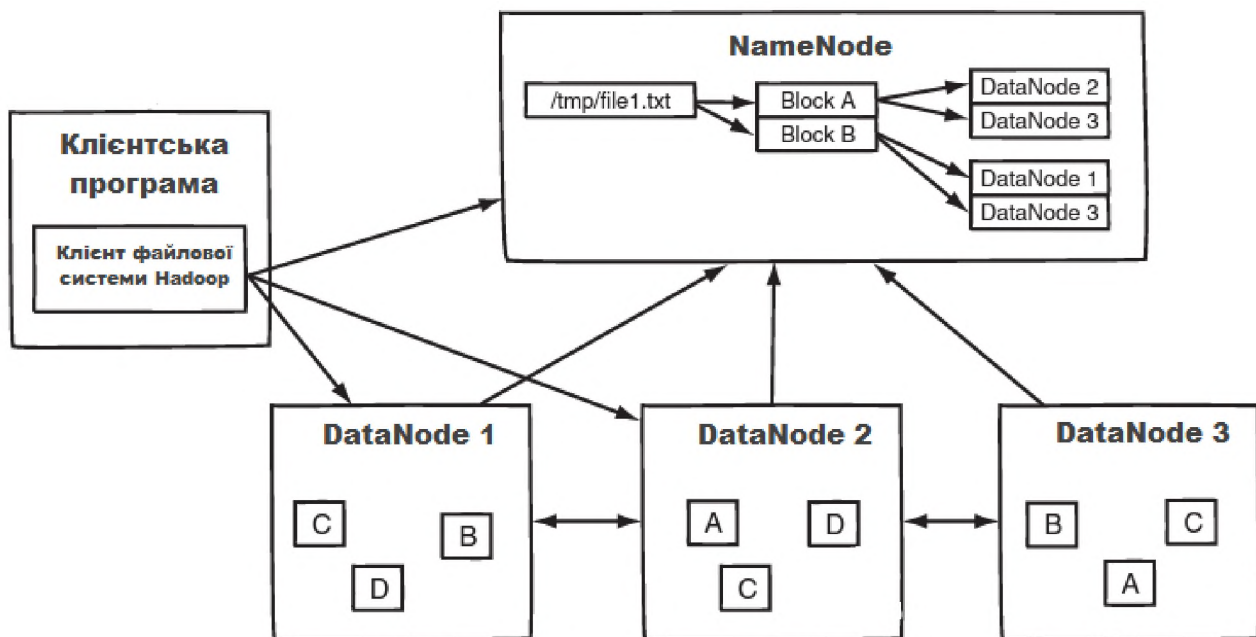 NameNode
/tmp/file1.txt
Block A
Block B
DataNode 2
DataNode 3
DataNode 1
DataNode 3
Клієнтська
програма
Клієнт файлової
системи Hadoop
DataNode 1
C
B
D
DataNode 2
A
D
C
DataNode 3
B
C
A